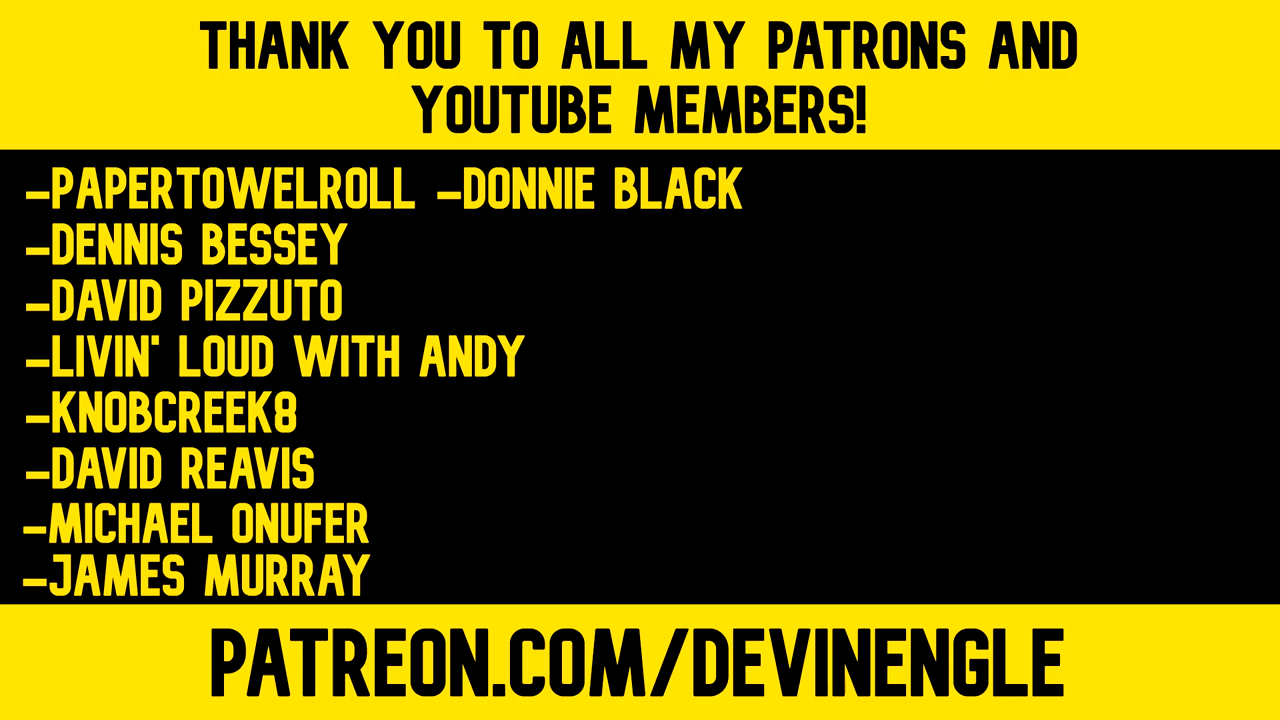 THANK YOU TO ALL MY PATRONS AND
YOUTUBE MEMBERS!
-PAPERTOWELROLL -DONNIE BLACK
-DENNIS BESSEY
-DAVID PIZZUTO
-LIVIN' LOUD WITH ANDY
-KNOBCREEK8
-DAVID REAVIS
-MICHAEL ONUFER
-JAMES MURRAY
PATREON.COM/DEVINENGLE